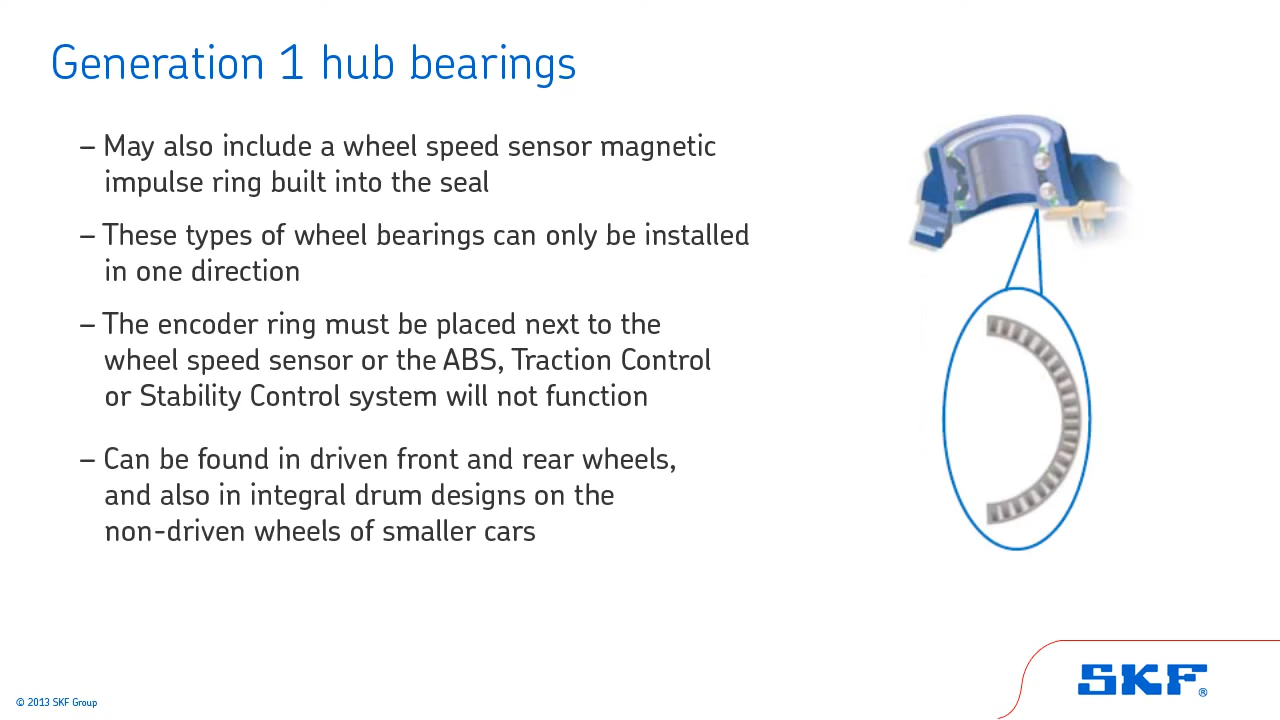 Generation 1 hub bearings
– May also include a wheel speed sensor magnetic
impulse ring built into the seal
– These types of wheel bearings can only be installed
in one direction
– The encoder ring must be placed next to the
wheel speed sensor or the ABS, Traction Control
or Stability Control system will not function
– Can be found in driven front and rear wheels,
and also in integral drum designs on the
non-driven wheels of smaller cars
© 2013 SKF Group
SKF®